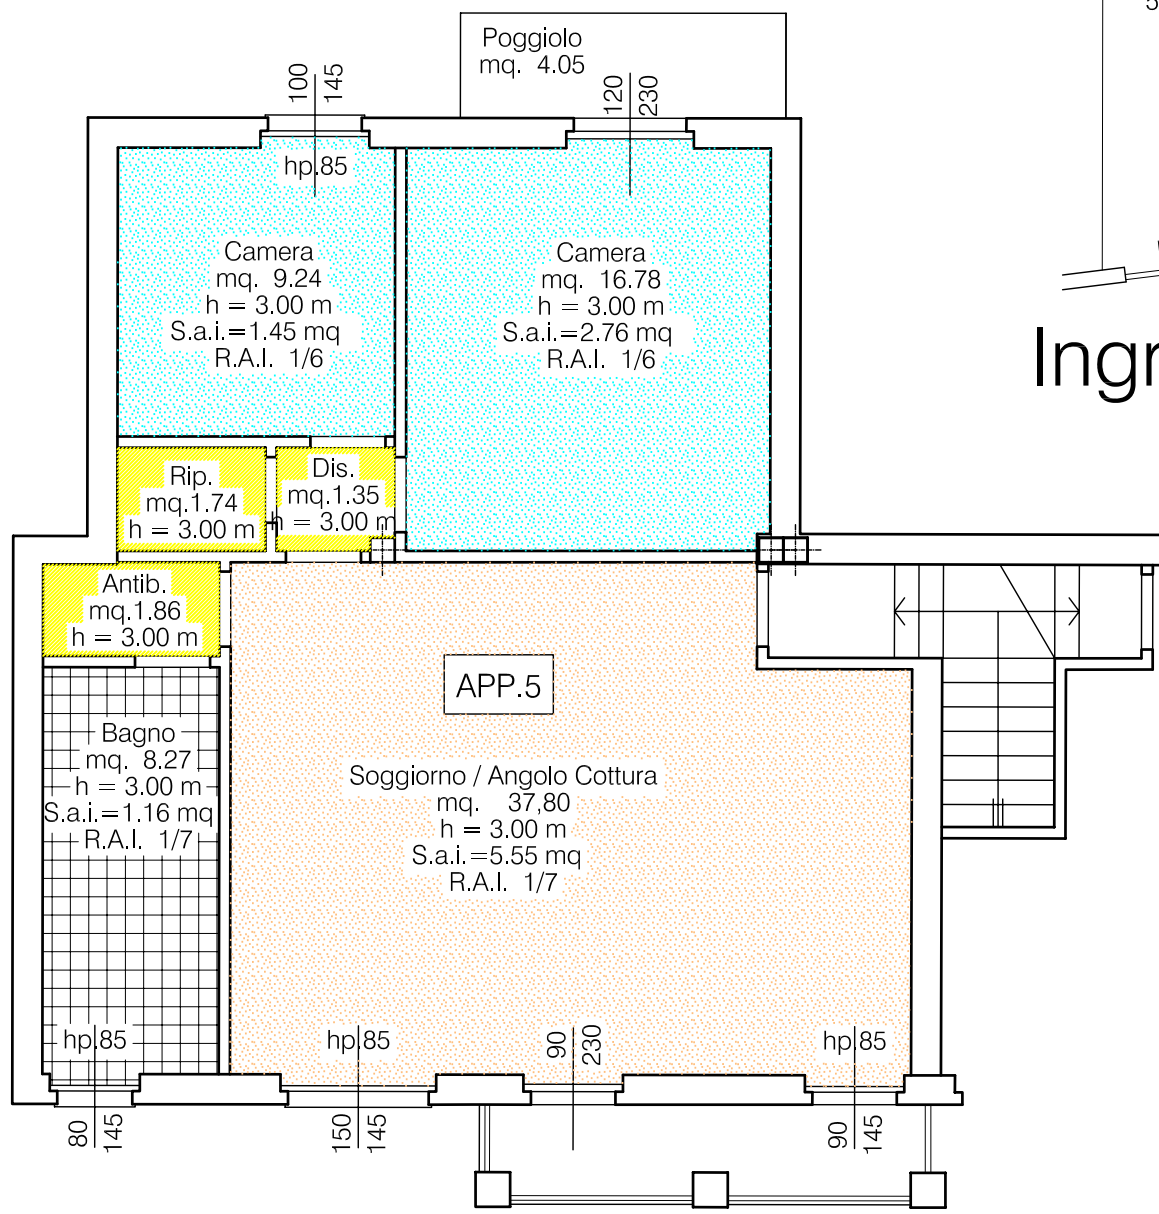 5
Poggiolo
mq. 4.05
100
145
120
230
hp.85
Camera
mq. 9.24
h = 3.00 m
S.a.i.=1.45 mq
R.A.I. 1/6
Camera
mq. 16.78
h = 3.00 m
S.a.i.=2.76 mq
R.A.I. 1/6
Ingr
Rip.
mq.1.74
h = 3.00 m
Dis.
mq.1.35
h = 3.00 m
Antib.
mq.1.86
h = 3.00 m
APP.5
Bagno
mq. 8.27
h = 3.00 m
S.a.i.=1.16 mq
R.A.I. 1/7
Soggiorno / Angolo Cottura
mq. 37,80
h = 3.00 m
S.a.i.=5.55 mq
R.A.I. 1/7
hp.85
hp.85
90
230
hp.85
80
145
150
145
90
145